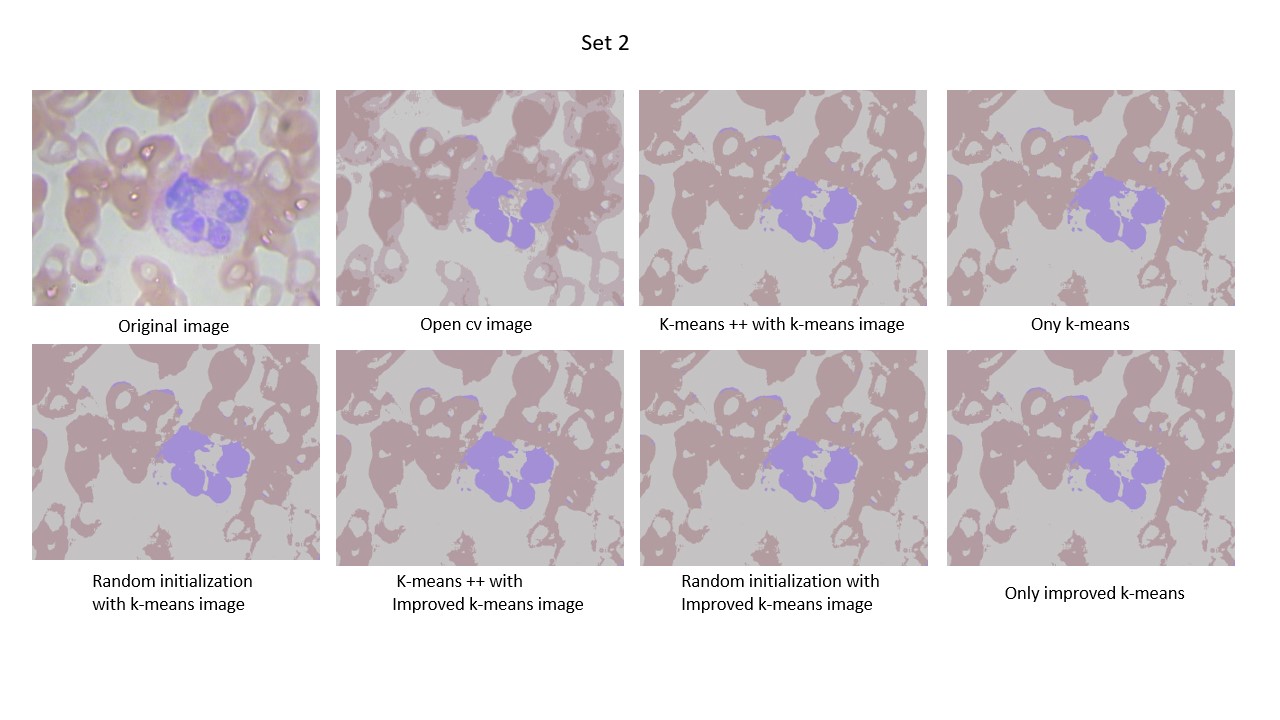 Set 2
Original image
Open cv image
K-means ++ with k-means image
Ony k-means
Random initialization
with k-means image
K-means ++ with
Improved k-means image
Random initialization with
Improved k-means image
Only improved k-means